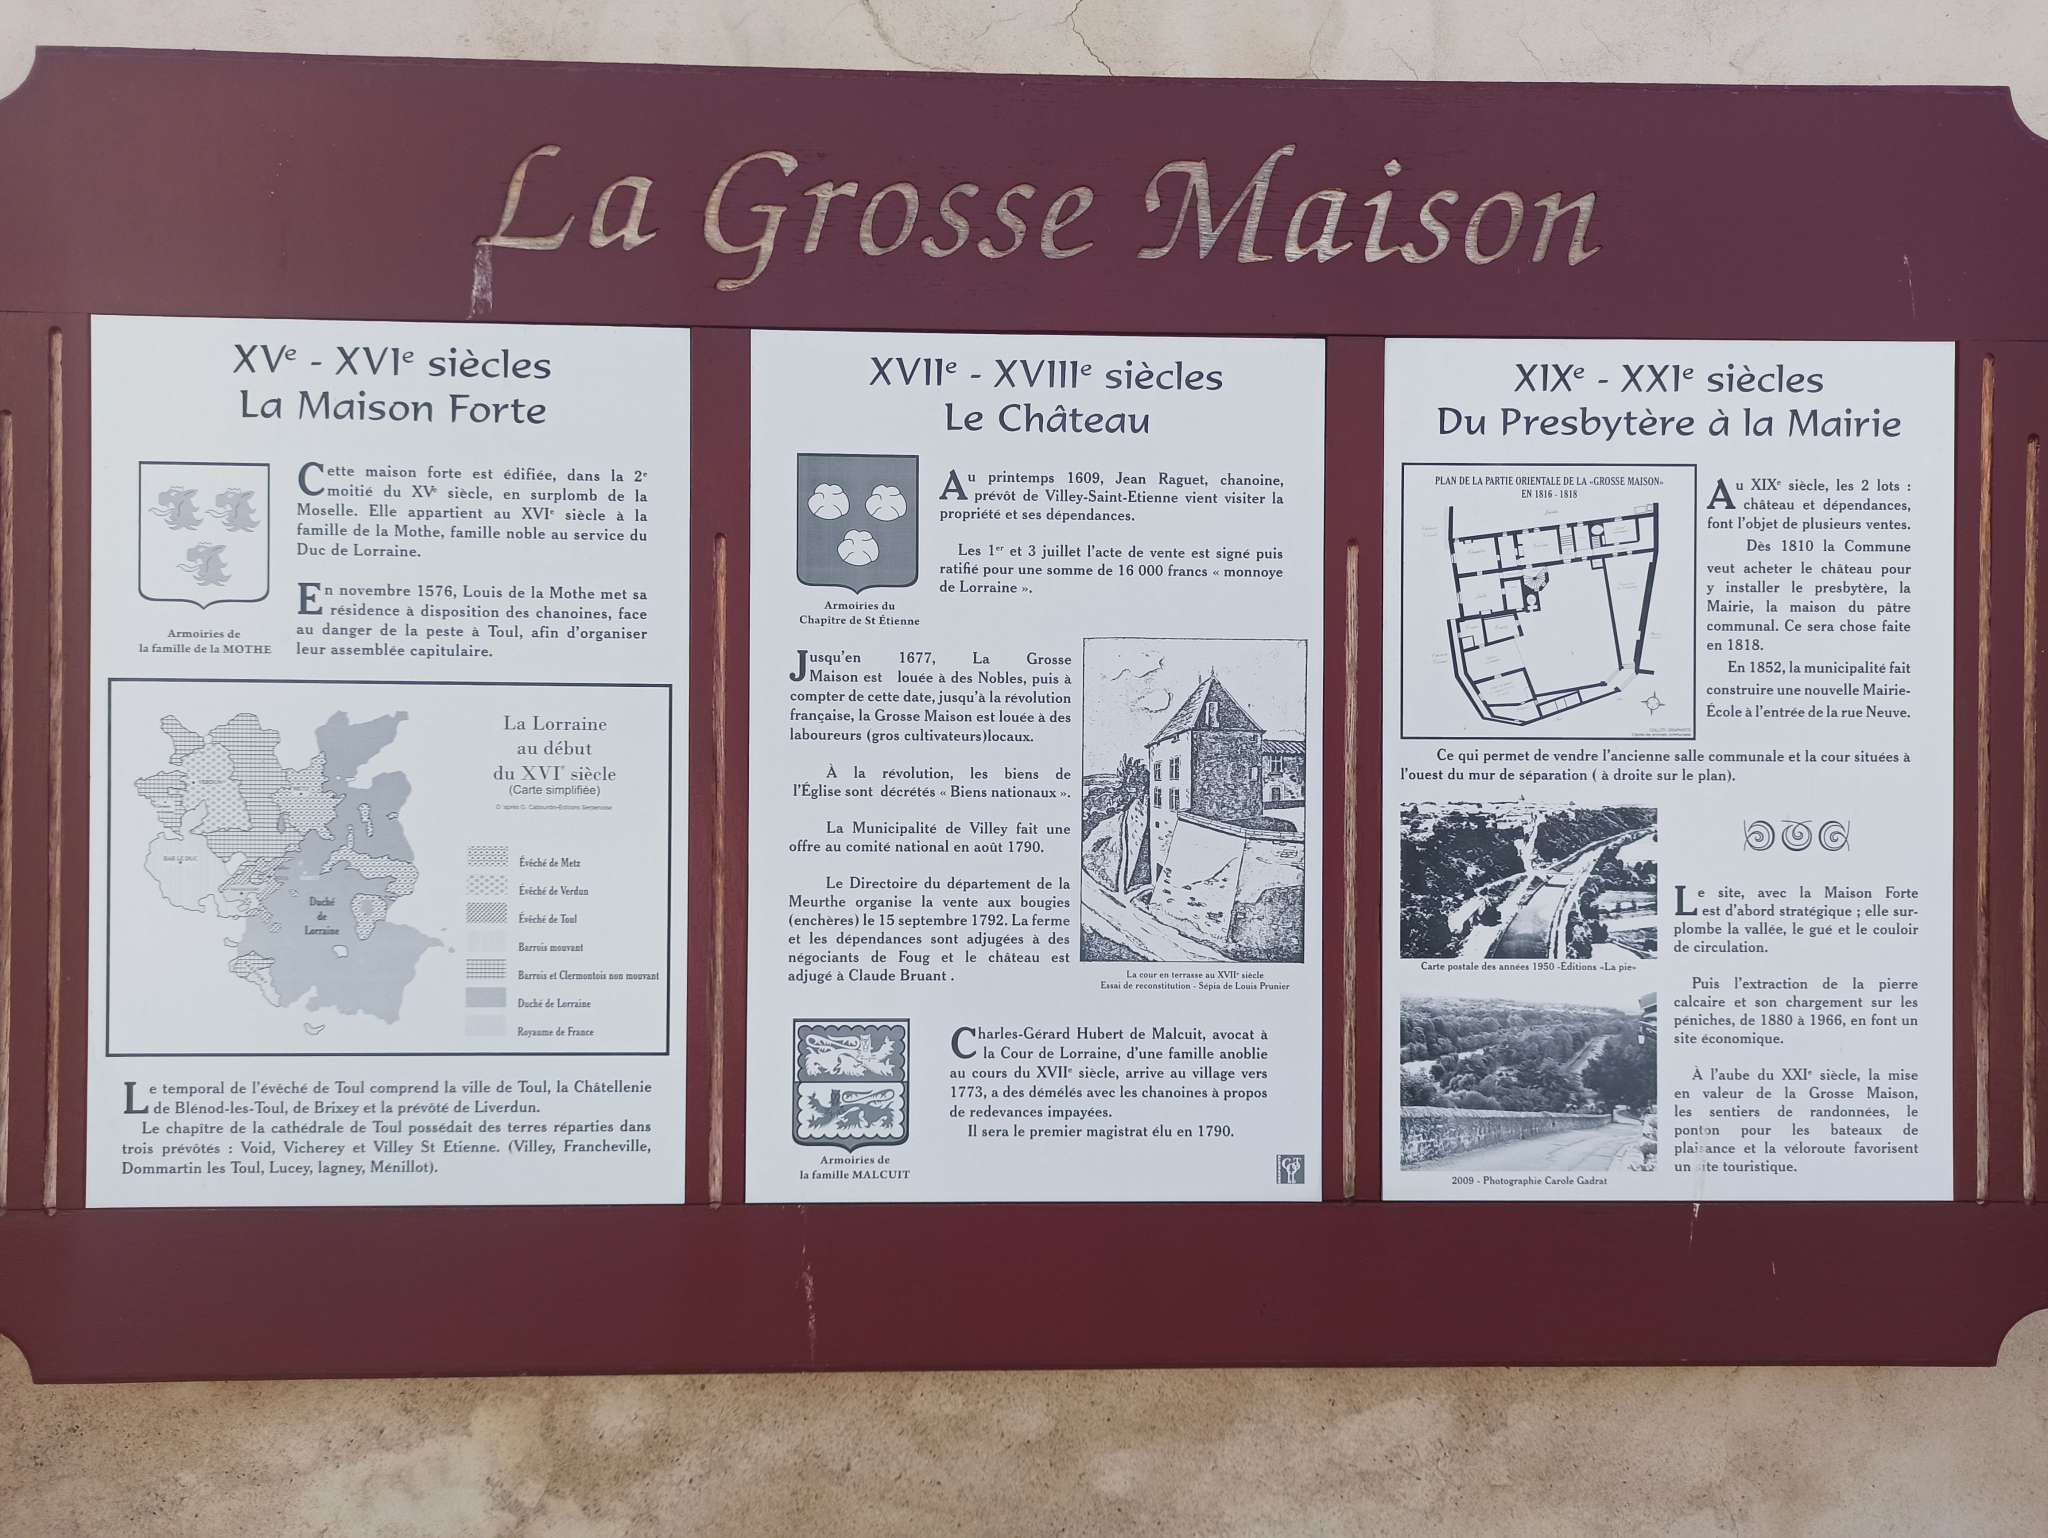 La Grosse Maison
XVe - XVIe siècles
La Maison Forte
Cette maison forte est édifiée, dans la 2e
moitié du XVe siècle, en surplomb de la
Moselle. Elle appartient au XVIe siècle à la
famille de la Mothe, famille noble au service du
Duc de Lorraine.
En novembre 1576, Louis de la Mothe met sa
résidence à disposition des chanoines, face
au danger de la peste à Toul, afin d'organiser
leur assemblée capitulaire.
Armoiries de
la famille de la MOTHE
La Lorraine
au début
du XVIe siècle
(Carte simplifiée)
VERDUN
BAR LE DUC
Duché
de
Lorraine
Évêché de Metz
Évêché de Verdun
Évêché de Toul
Barrois mouvant
Barrois et Clermontois non mouvant
Duché de Lorraine
Royaume de France
Le temporal de l'évêché de Toul comprend la ville de Toul, la Châtellenie
de Blénod-les-Toul, de Brixey et la prévôté de Liverdun.
Le chapître de la cathédrale de Toul possédait des terres réparties dans
trois prévôtés : Void, Vicherey et Villey St Etienne. (Villey, Francheville,
Dommartin les Toul, Lucey, lagney, Ménillot).
XVIIe - XVIIIe siècles
Le Château
Armoiries du
Chapître de St Étienne
Au printemps 1609, Jean Raguet, chanoine,
prévôt de Villey-Saint-Etienne vient visiter la
propriété et ses dépendances.
Les 1er et 3 juillet l'acte de vente est signé puis
ratifié pour une somme de 16 000 francs « monnoye
de Lorraine ».
Jusqu'en 1677, La Grosse
Maison est louée à des Nobles, puis à
compter de cette date, jusqu'à la révolution
française, la Grosse Maison est louée à des
laboureurs (gros cultivateurs)locaux.
À la révolution, les biens de
l'Église sont décrétés « Biens nationaux ».
La Municipalité de Villey fait une
offre au comité national en août 1790.
Le Directoire du département de la
Meurthe organise la vente aux bougies
(enchères) le 15 septembre 1792. La ferme
et les dépendances sont adjugées à des
négociants de Foug et le château est
adjugé à Claude Bruant .
La cour en terrasse au XVIIe siècle
Essai de reconstitution - Sépia de Louis Prunier
Charles-Gérard Hubert de Malcuit, avocat à
la Cour de Lorraine, d'une famille anoblie
au cours du XVIIe siècle, arrive au village vers
1773, a des démélés avec les chanoines à propos
de redevances impayées.
Il sera le premier magistrat élu en 1790.
Armoiries de
la famille MALCUIT
XIXe - XXIe siècles
Du Presbytère à la Mairie
PLAN DE LA PARTIE ORIENTALE DE LA «GROSSE MAISON»
EN 1816 - 1818
Au XIXe siècle, les 2 lots :
château et dépendances,
font l'objet de plusieurs ventes.
Dès 1810 la Commune
veut acheter le château pour
y installer le presbytère, la
Mairie, la maison du pâtre
communal. Ce sera chose faite
en 1818.
En 1852, la municipalité fait
construire une nouvelle Mairie-
École à l'entrée de la rue Neuve.
Ce qui permet de vendre l'ancienne salle communale et la cour situées à
l'ouest du mur de séparation ( à droite sur le plan).
Carte postale des années 1950 -Éditions «La pie»
2009 - Photographie Carole Gadrat
Le site, avec la Maison Forte
est d'abord stratégique ; elle sur-
plombe la vallée, le gué et le couloir
de circulation.
Puis l'extraction de la pierre
calcaire et son chargement sur les
péniches, de 1880 à 1966, en font un
site économique.
À l'aube du XXIe siècle, la mise
en valeur de la Grosse Maison,
les sentiers de randonnées, le
ponton pour les bateaux de
plaisance et la véloroute favorisent
un site touristique.